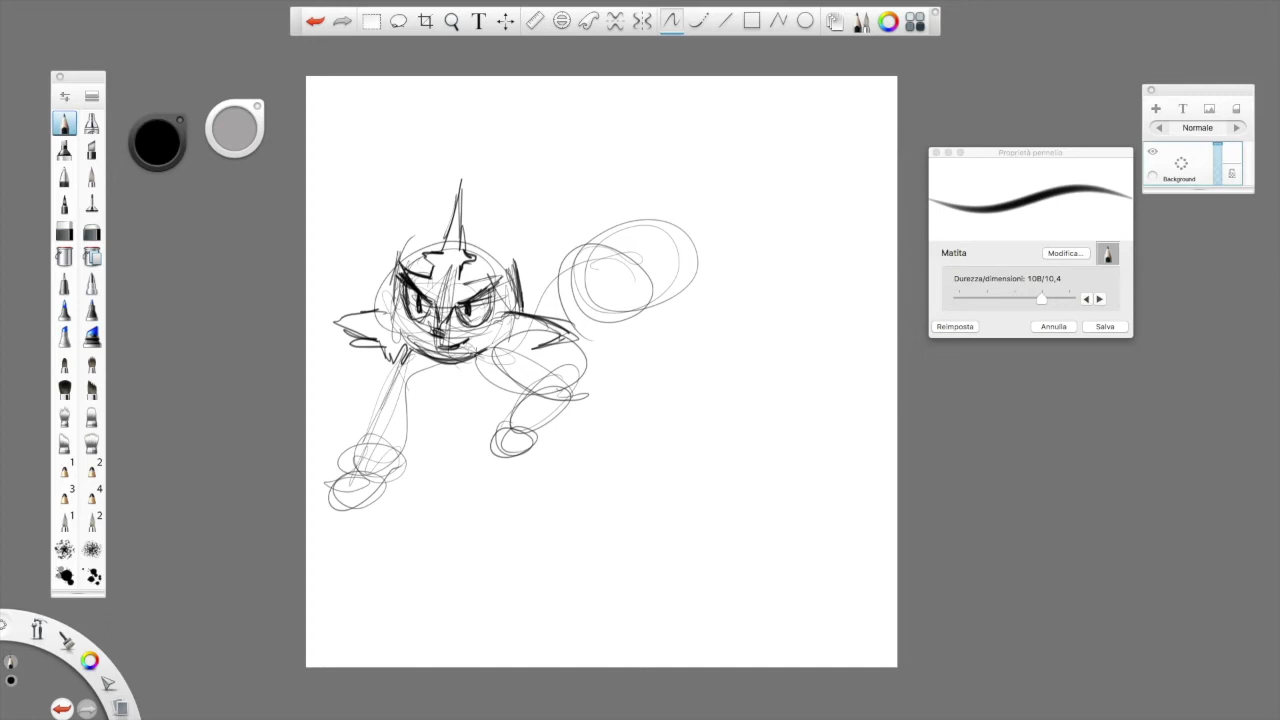 T
T
Normale
Background
Proprietà pennello
Matita
Modifica...
Durezza/dimensioni: 10B/10,4
Reimposta
Annulla
Salva
1
2
3
4
1
2